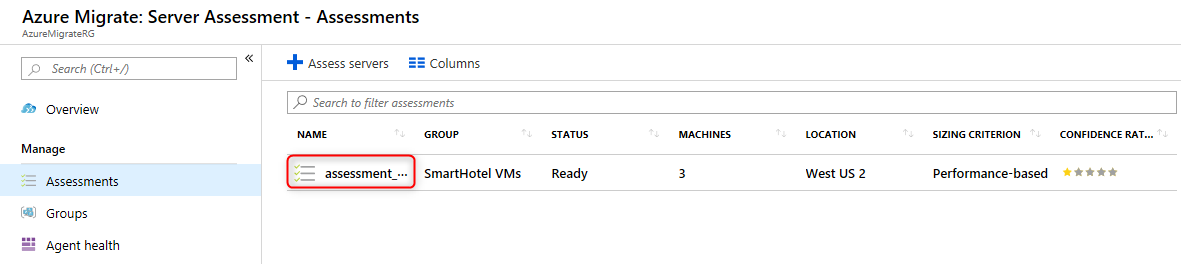 Azure Migrate: Server Assessment - Assessments
AzureMigrateRG
Search (Ctrl+/)
«
Overview
Manage
Assessments
Groups
Agent health
Assess servers Columns
Search to filter assessments
NAME GROUP STATUS MACHINES LOCATION SIZING CRITERION CONFIDENCE RAT...
assessment_... SmartHotel VMs Ready 3 West US 2 Performance-based